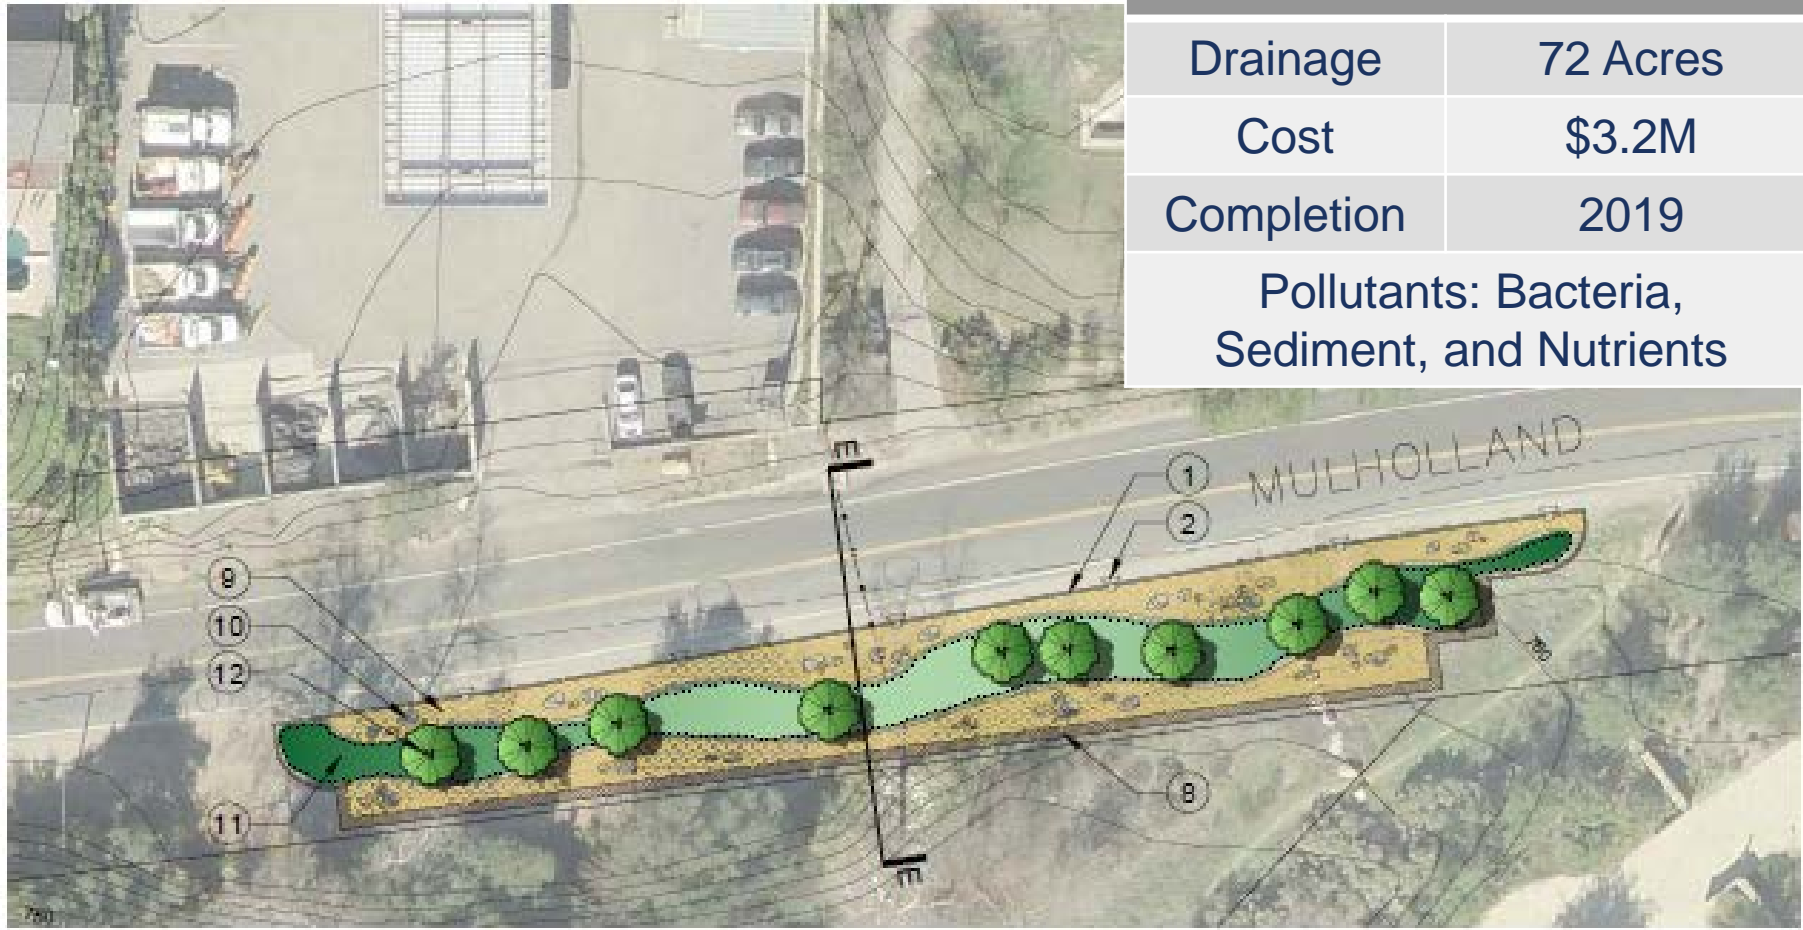 Drainage 72 Acres
Cost $3.2M
Completion 2019
Pollutants: Bacteria,
Sediment, and Nutrients
MULHOLLAND
E
1
2
9
10
12
11
8
E
780